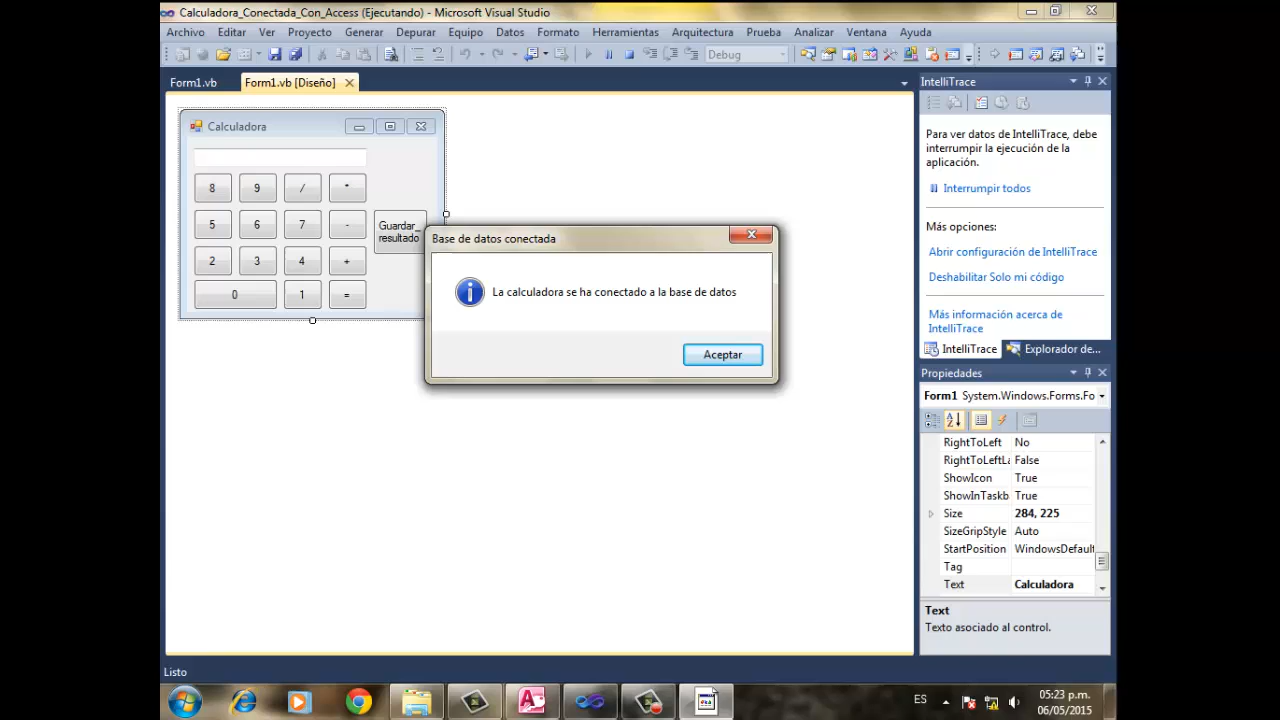 Calculadora_Conectada_Con_Access (Ejecutando) - Microsoft Visual Studio
Archivo Editar Ver Proyecto Generar Depurar Equipo Datos Formato Herramientas Arquitectura Prueba Analizar Ventana Ayuda
Debug
Form1.vb Form1.vb [Diseño]
Calculadora
8 9 / *
5 6 7 -
Guardar_
resultado
2 3 4 +
0 1 =
Base de datos conectada
La calculadora se ha conectado a la base de datos
Aceptar
IntelliTrace
Para ver datos de IntelliTrace, debe
interrumpir la ejecución de la
aplicación.
Interrumpir todos
Más opciones:
Abrir configuración de IntelliTrace
Deshabilitar Solo mi código
Más información acerca de
IntelliTrace
IntelliTrace Explorador de...
Propiedades
Form1 System.Windows.Forms.Fo
RightToLeft No
RightToLeftLa False
ShowIcon True
ShowInTaskb True
Size 284, 225
SizeGripStyle Auto
StartPosition WindowsDefault
Tag
Text Calculadora
Text
Texto asociado al control.
Listo
ES
05:23 p.m.
06/05/2015